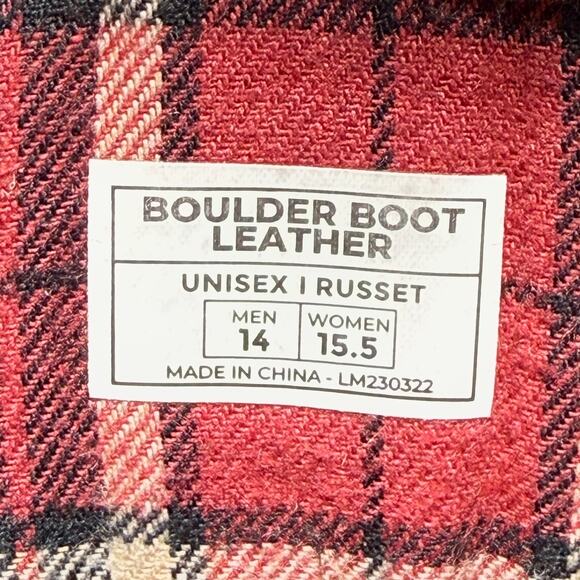 BOULDER BOOT
LEATHER
UNISEX | RUSSET
MEN
14
WOMEN
15.5
MADE IN CHINA - LM230322